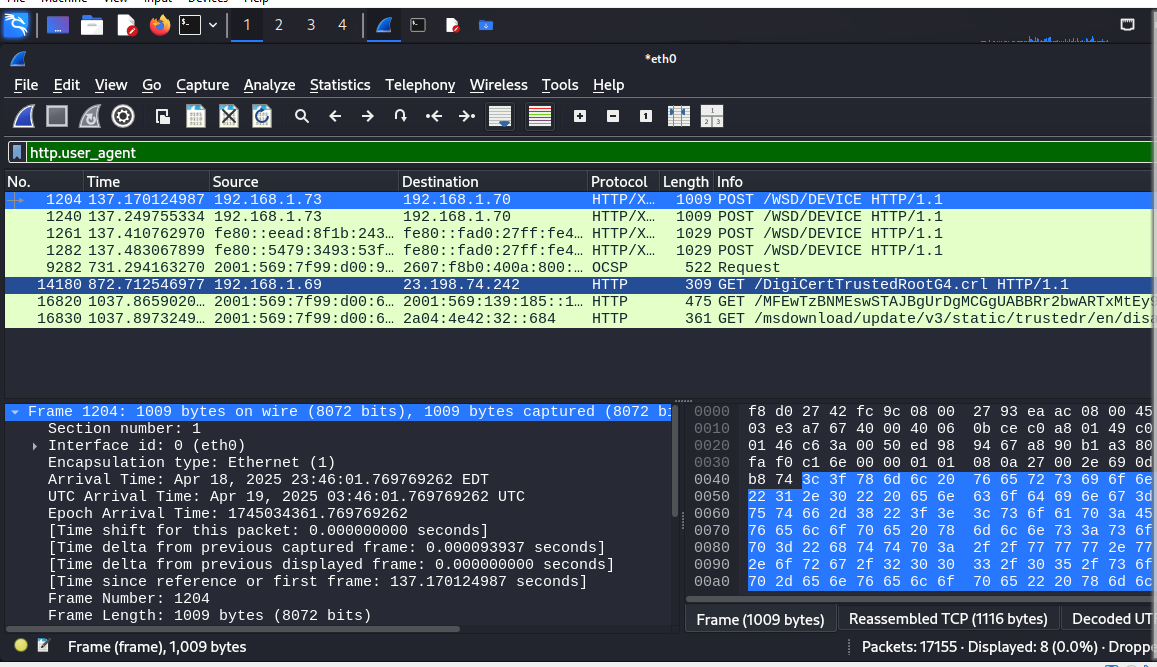 Machine View Input Devices Help
1 2 3 4
*eth0
File Edit View Go Capture Analyze Statistics Telephony Wireless Tools Help
http.user_agent
No. Time Source Destination Protocol Length Info
1204 137.170124987 192.168.1.73 192.168.1.70 HTTP/X… 1009 POST /WSD/DEVICE HTTP/1.1
1240 137.249755334 192.168.1.73 192.168.1.70 HTTP/X… 1009 POST /WSD/DEVICE HTTP/1.1
1261 137.410762970 fe80::eead:8f1b:243… fe80::fad0:27ff:fe4… HTTP/X… 1029 POST /WSD/DEVICE HTTP/1.1
1282 137.483067899 fe80::5479:3493:53f… fe80::fad0:27ff:fe4… HTTP/X… 1029 POST /WSD/DEVICE HTTP/1.1
9282 731.294163270 2001:569:7f99:d00:9… 2607:f8b0:400a:800:… OCSP 522 Request
14180 872.712546977 192.168.1.69 23.198.74.242 HTTP 309 GET /DigiCertTrustedRootG4.crl HTTP/1.1
16820 1037.8659020… 2001:569:7f99:d00:6… 2001:569:139:185::1… HTTP 475 GET /MFEwTzBNMEswSTAJBgUrDgMCGgUABBRr2bwARTxMtEy9
16830 1037.8973249… 2001:569:7f99:d00:6… 2a04:4e42:32::684 HTTP 361 GET /msdownload/update/v3/static/trustedr/en/disa
Frame 1204: 1009 bytes on wire (8072 bits), 1009 bytes captured (8072 bi
Section number: 1
Interface id: 0 (eth0)
Encapsulation type: Ethernet (1)
Arrival Time: Apr 18, 2025 23:46:01.769769262 EDT
UTC Arrival Time: Apr 19, 2025 03:46:01.769769262 UTC
Epoch Arrival Time: 1745034361.769769262
[Time shift for this packet: 0.000000000 seconds]
[Time delta from previous captured frame: 0.000093937 seconds]
[Time delta from previous displayed frame: 0.000000000 seconds]
[Time since reference or first frame: 137.170124987 seconds]
Frame Number: 1204
Frame Length: 1009 bytes (8072 bits)
0000 f8 d0 27 42 fc 9c 08 00 27 93 ea ac 08 00 45
0010 03 e3 a7 67 40 00 40 06 0b ce c0 a8 01 49 c0
0020 01 46 c6 3a 00 50 ed 98 94 67 a8 90 b1 a3 80
0030 fa f0 c1 6e 00 00 01 01 08 0a 27 00 2e 69 0d
0040 b8 74 3c 3f 78 6d 6c 20 76 65 72 73 69 6f 6e
0050 22 31 2e 30 22 20 65 6e 63 6f 64 69 6e 67 3d
0060 75 74 66 2d 38 22 3f 3e 3c 73 6f 61 70 3a 45
0070 76 65 6c 6f 70 65 20 78 6d 6c 6e 73 3a 73 6f
0080 70 3d 22 68 74 74 70 3a 2f 2f 77 77 77 2e 77
0090 2e 6f 72 67 2f 32 30 30 33 2f 30 35 2f 73 6f
00a0 70 2d 65 6e 76 65 6c 6f 70 65 22 20 78 6d 6c
Frame (1009 bytes) Reassembled TCP (1116 bytes) Decoded UT
Frame (frame), 1,009 bytes Packets: 17155 · Displayed: 8 (0.0%) · Droppe